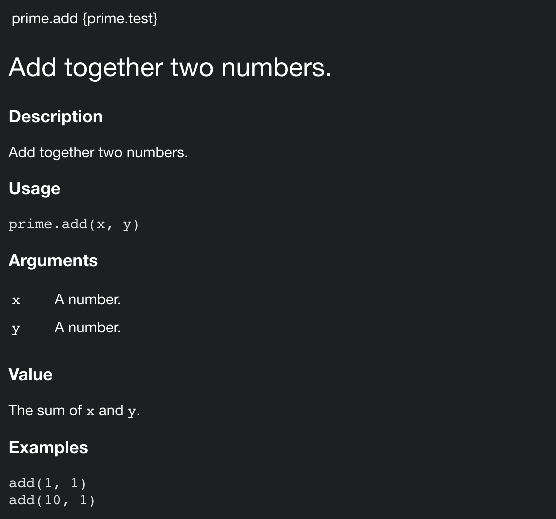 prime.add {prime.test}
Add together two numbers.
Description
Add together two numbers.
Usage
prime.add(x, y)
Arguments
x A number.
y A number.
Value
The sum of x and y.
Examples
add(1, 1)
add(10, 1)